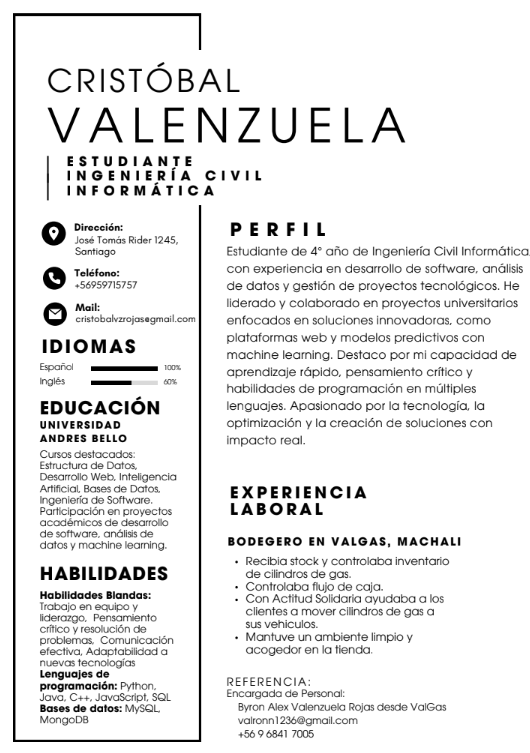 CRISTÓBAL
VALENZUELA
ESTUDIANTE
INGENIERÍA CIVIL
INFORMÁTICA
Dirección:
José Tomás Rider 1245,
Santiago
Teléfono:
+56959715757
Mail:
cristobalvzrojas@gmail.com
IDIOMAS
Español 100%
Inglés 60%
EDUCACIÓN
UNIVERSIDAD
ANDRES BELLO
Cursos destacados:
Estructura de Datos,
Desarrollo Web, Inteligencia
Artificial, Bases de Datos,
Ingeniería de Software.
Participación en proyectos
académicos de desarrollo
de software, análisis de
datos y machine learning.
HABILIDADES
Habilidades Blandas:
Trabajo en equipo y
liderazgo, Pensamiento
crítico y resolución de
problemas, Comunicación
efectiva, Adaptabilidad a
nuevas tecnologías
Lenguajes de
programación: Python,
Java, C++, JavaScript, SQL
Bases de datos: MySQL,
MongoDB
PERFIL
Estudiante de 4° año de Ingeniería Civil Informática,
con experiencia en desarrollo de software, análisis
de datos y gestión de proyectos tecnológicos. He
liderado y colaborado en proyectos universitarios
enfocados en soluciones innovadoras, como
plataformas web y modelos predictivos con
machine learning. Destaco por mi capacidad de
aprendizaje rápido, pensamiento crítico y
habilidades de programación en múltiples
lenguajes. Apasionado por la tecnología, la
optimización y la creación de soluciones con
impacto real.
EXPERIENCIA
LABORAL
BODEGERO EN VALGAS, MACHALI
• Recibia stock y controlaba inventario
de cilindros de gas.
• Controlaba flujo de caja.
• Con Actitud Solidaria ayudaba a los
clientes a mover cilindros de gas a
sus vehiculos.
• Mantuve un ambiente limpio y
acogedor en la tienda.
REFERENCIA:
Encargada de Personal:
Byron Alex Valenzuela Rojas desde ValGas
valronn1236@gmail.com
+56 9 6841 7005